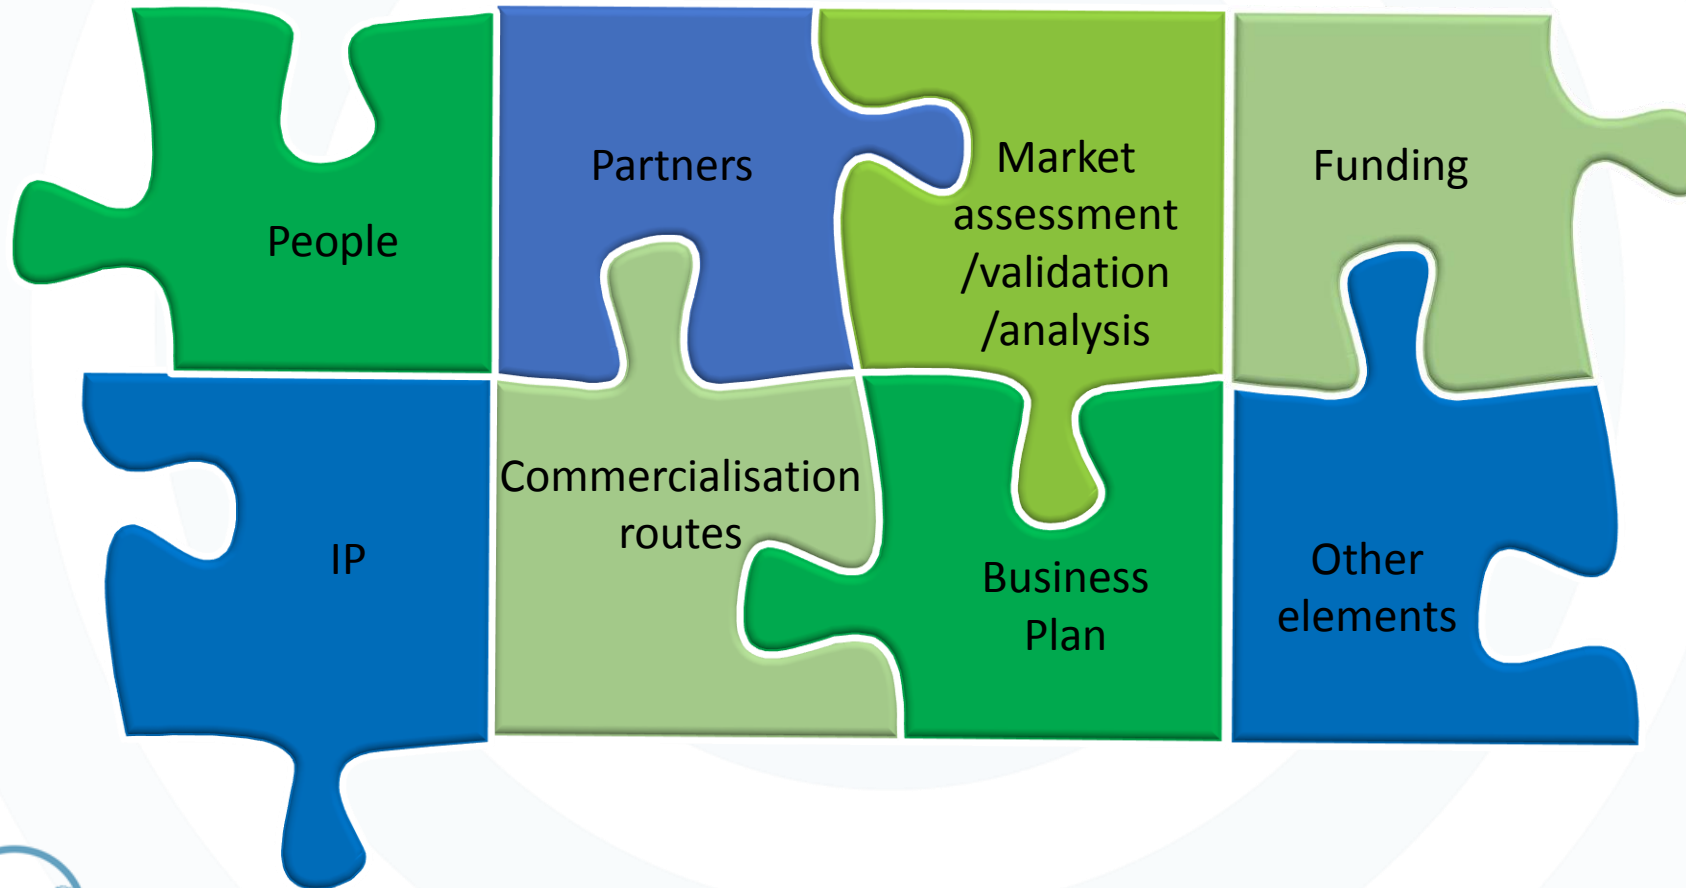 People
Partners
Market
assessment
/validation
/analysis
Funding
IP
Commercialisation
routes
Business
Plan
Other
elements